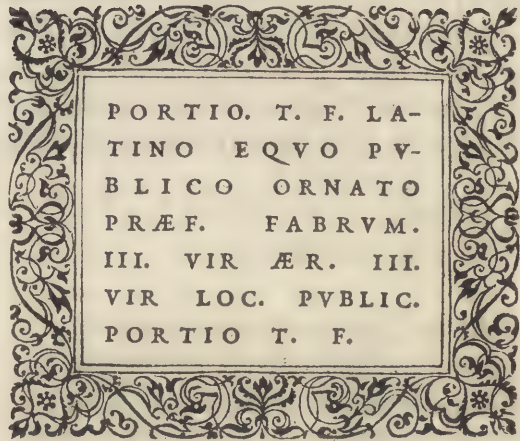 PORTIO. T. F. LA-
TINO EQVO PV-
BLICO ORNATO
PRÆF. FABRVM.
III. VIR ÆR. III.
VIR LOC. PVBLIC.
PORTIO T. F.